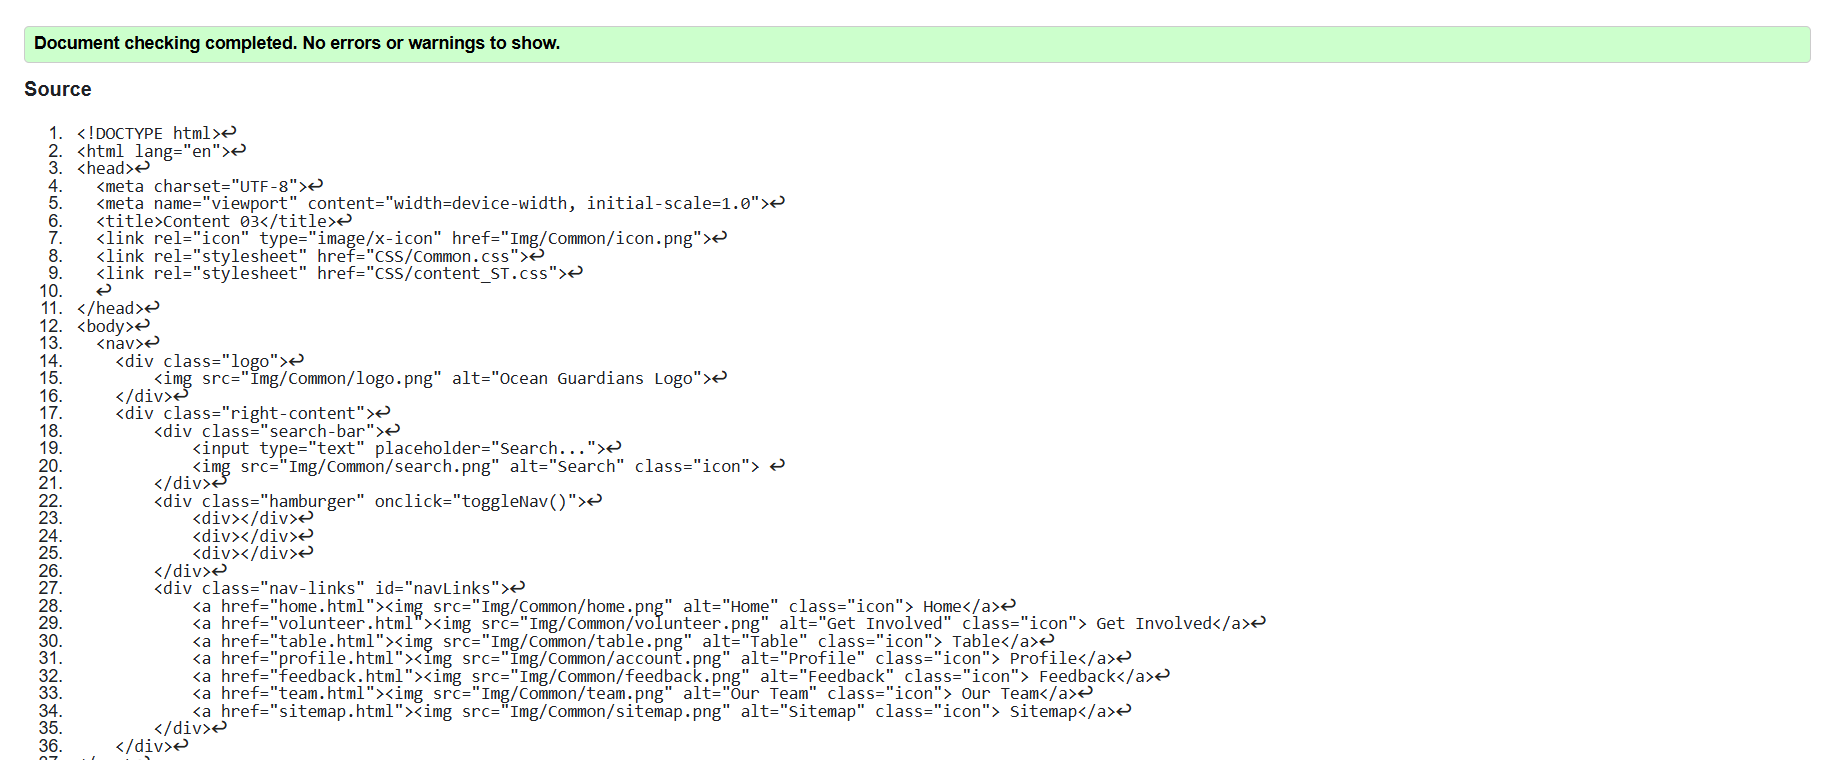 Document checking completed. No errors or warnings to show.
Source
1. <!DOCTYPE html>↩
2. <html lang="en">↩
3. <head>↩
4.   <meta charset="UTF-8">↩
5.   <meta name="viewport" content="width=device-width, initial-scale=1.0">↩
6.   <title>Content 03</title>↩
7.   <link rel="icon" type="image/x-icon" href="Img/Common/icon.png">↩
8.   <link rel="stylesheet" href="CSS/Common.css">↩
9.   <link rel="stylesheet" href="CSS/content_ST.css">↩
10.   ↩
11. </head>↩
12. <body>↩
13.   <nav>↩
14.     <div class="logo">↩
15.         <img src="Img/Common/logo.png" alt="Ocean Guardians Logo">↩
16.     </div>↩
17.     <div class="right-content">↩
18.         <div class="search-bar">↩
19.             <input type="text" placeholder="Search...">↩
20.             <img src="Img/Common/search.png" alt="Search" class="icon"> ↩
21.         </div>↩
22.         <div class="hamburger" onclick="toggleNav()">↩
23.             <div></div>↩
24.             <div></div>↩
25.             <div></div>↩
26.         </div>↩
27.         <div class="nav-links" id="navLinks">↩
28.             <a href="home.html"><img src="Img/Common/home.png" alt="Home" class="icon"> Home</a>↩
29.             <a href="volunteer.html"><img src="Img/Common/volunteer.png" alt="Get Involved" class="icon"> Get Involved</a>↩
30.             <a href="table.html"><img src="Img/Common/table.png" alt="Table" class="icon"> Table</a>↩
31.             <a href="profile.html"><img src="Img/Common/account.png" alt="Profile" class="icon"> Profile</a>↩
32.             <a href="feedback.html"><img src="Img/Common/feedback.png" alt="Feedback" class="icon"> Feedback</a>↩
33.             <a href="team.html"><img src="Img/Common/team.png" alt="Our Team" class="icon"> Our Team</a>↩
34.             <a href="sitemap.html"><img src="Img/Common/sitemap.png" alt="Sitemap" class="icon"> Sitemap</a>↩
35.         </div>↩
36.     </div>↩